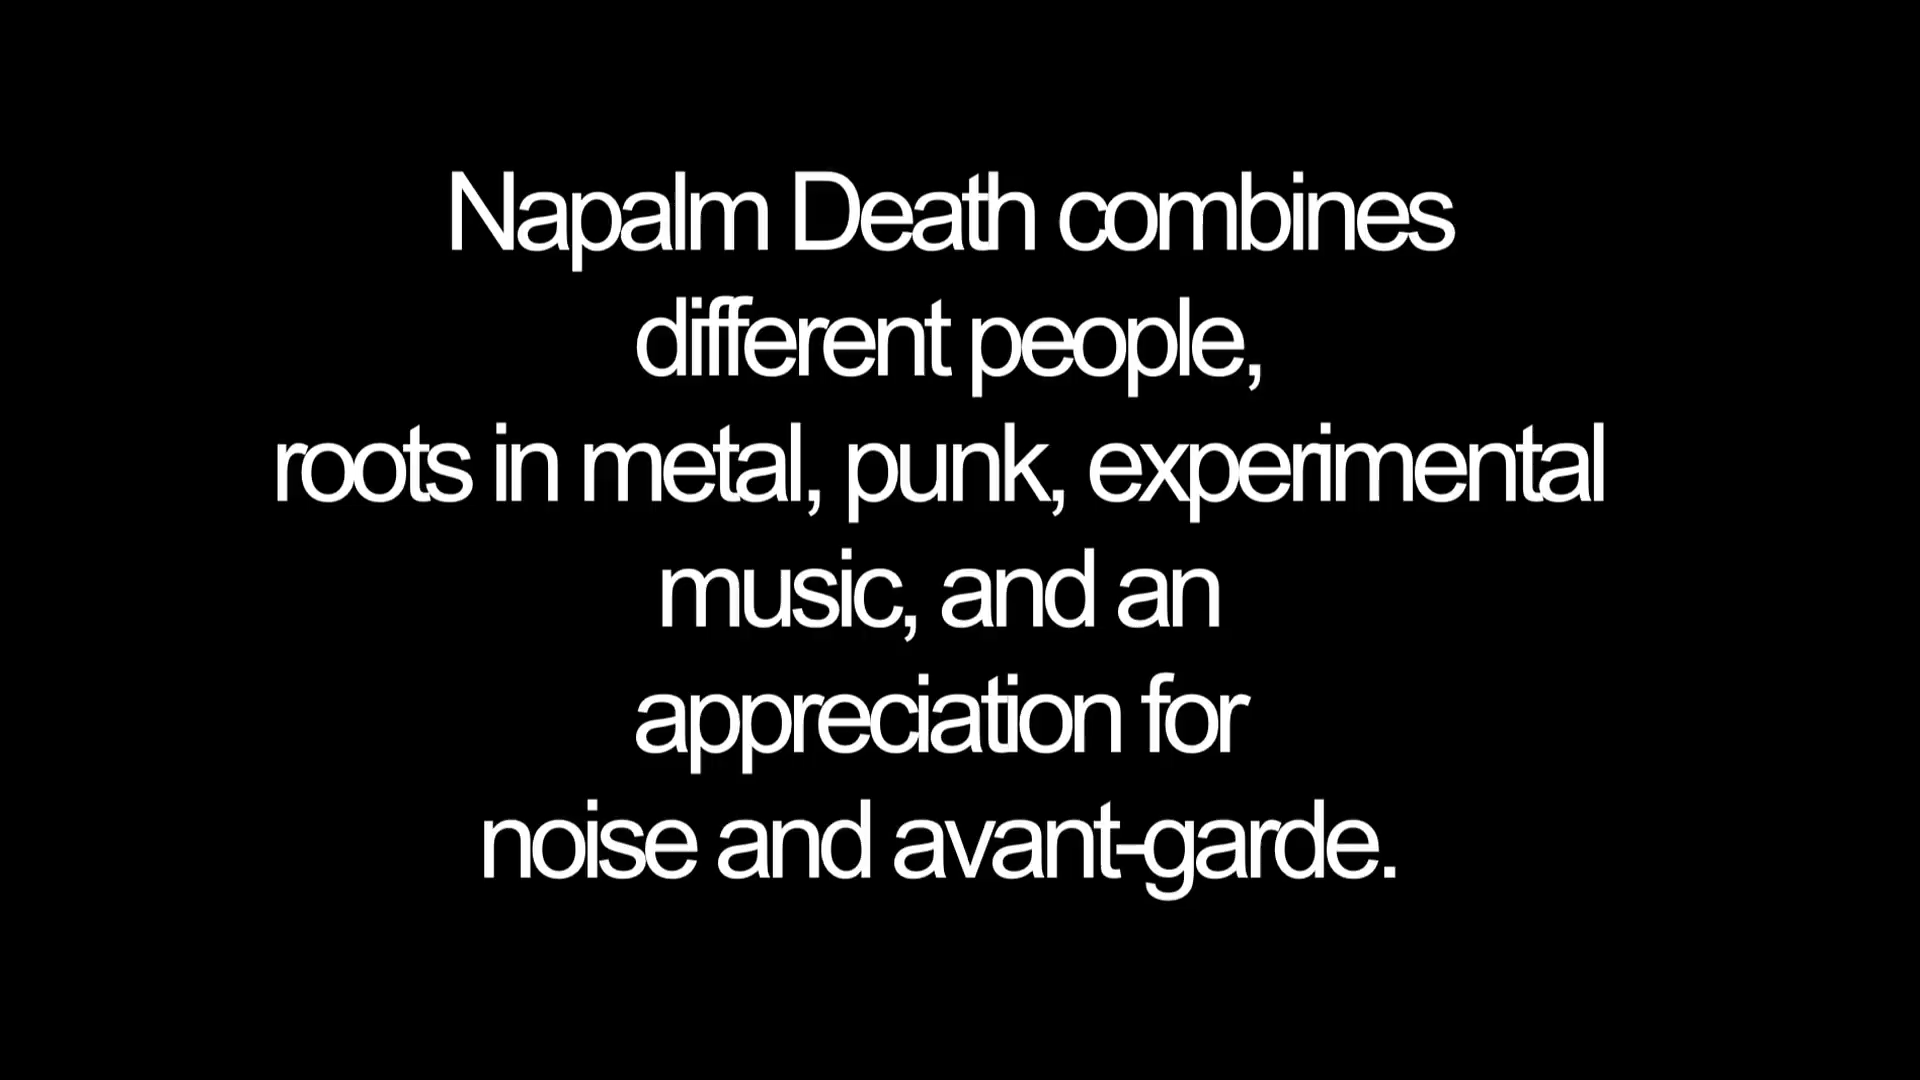 Napalm Death combines
different people,
roots in metal, punk, experimental
music, and an
appreciation for
noise and avant-garde.